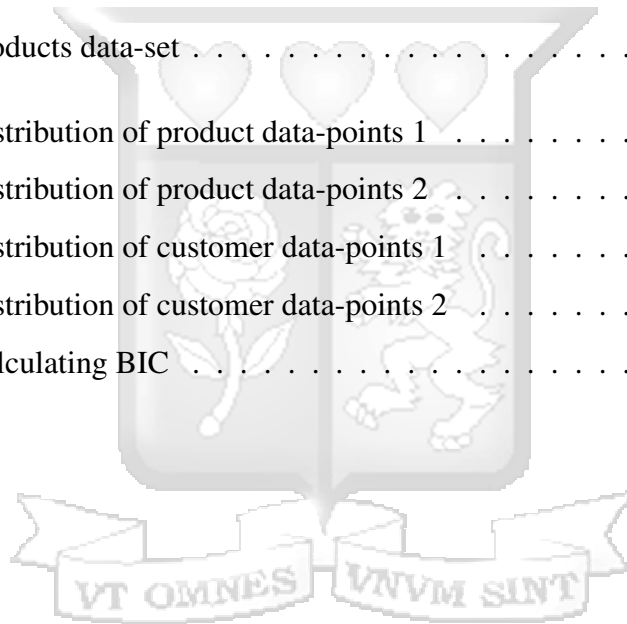 oducts data-set . . . . . . . . . . . . . . . . . . .
stribution of product data-points 1 . . . . . . . .
stribution of product data-points 2 . . . . . . . .
stribution of customer data-points 1 . . . . . . .
stribution of customer data-points 2 . . . . . . .
lculating BIC . . . . . . . . . . . . . . . . . . .
VT OMNES VNVM SINT